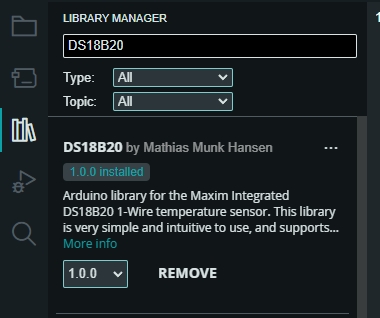 LIBRARY MANAGER
DS18B20
Type: All
Topic: All
DS18B20 by Mathias Munk Hansen ...
1.0.0 installed
Arduino library for the Maxim Integrated
DS18B20 1-Wire temperature sensor. This library
is very simple and intuitive to use, and supports...
More info
1.0.0 REMOVE